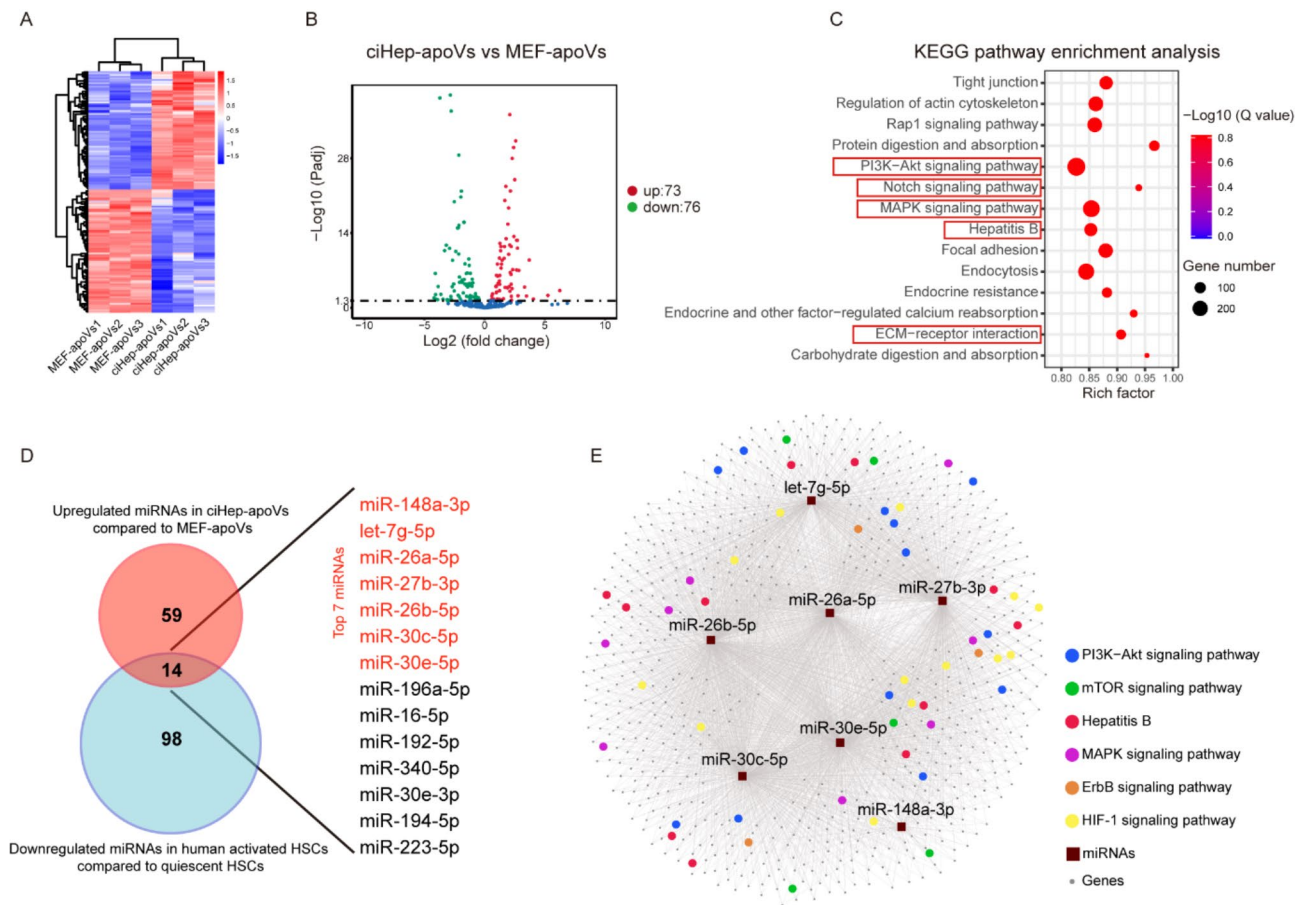 A
1.5
1
0.5
0
−0.5
−1
−1.5
MEF-apoVs1
MEF-apoVs2
MEF-apoVs3
ciHep-apoVs1
ciHep-apoVs2
ciHep-apoVs3
B
ciHep-apoVs vs MEF-apoVs
−Log10 (Padj)
28
14
1.3
0
−10
−5
0
5
10
Log2 (fold change)
up:73
down:76
C
KEGG pathway enrichment analysis
Tight junction
Regulation of actin cytoskeleton
Rap1 signaling pathway
Protein digestion and absorption
PI3K−Akt signaling pathway
Notch signaling pathway
MAPK signaling pathway
Hepatitis B
Focal adhesion
Endocytosis
Endocrine resistance
Endocrine and other factor−regulated calcium reabsorption
ECM−receptor interaction
Carbohydrate digestion and absorption
0.80 0.85 0.90 0.95 1.00
Rich factor
−Log10 (Q value)
0.8
0.6
0.4
0.2
0.0
Gene number
100
200
D
Upregulated miRNAs in ciHep-apoVs
compared to MEF-apoVs
59
14
98
Downregulated miRNAs in human activated HSCs
compared to quiescent HSCs
Top 7 miRNAs
miR-148a-3p
let-7g-5p
miR-26a-5p
miR-27b-3p
miR-26b-5p
miR-30c-5p
miR-30e-5p
miR-196a-5p
miR-16-5p
miR-192-5p
miR-340-5p
miR-30e-3p
miR-194-5p
miR-223-5p
E
let-7g-5p
miR-27b-3p
miR-26a-5p
miR-26b-5p
miR-30e-5p
miR-30c-5p
miR-148a-3p
PI3K−Akt signaling pathway
mTOR signaling pathway
Hepatitis B
MAPK signaling pathway
ErbB signaling pathway
HIF-1 signaling pathway
miRNAs
Genes